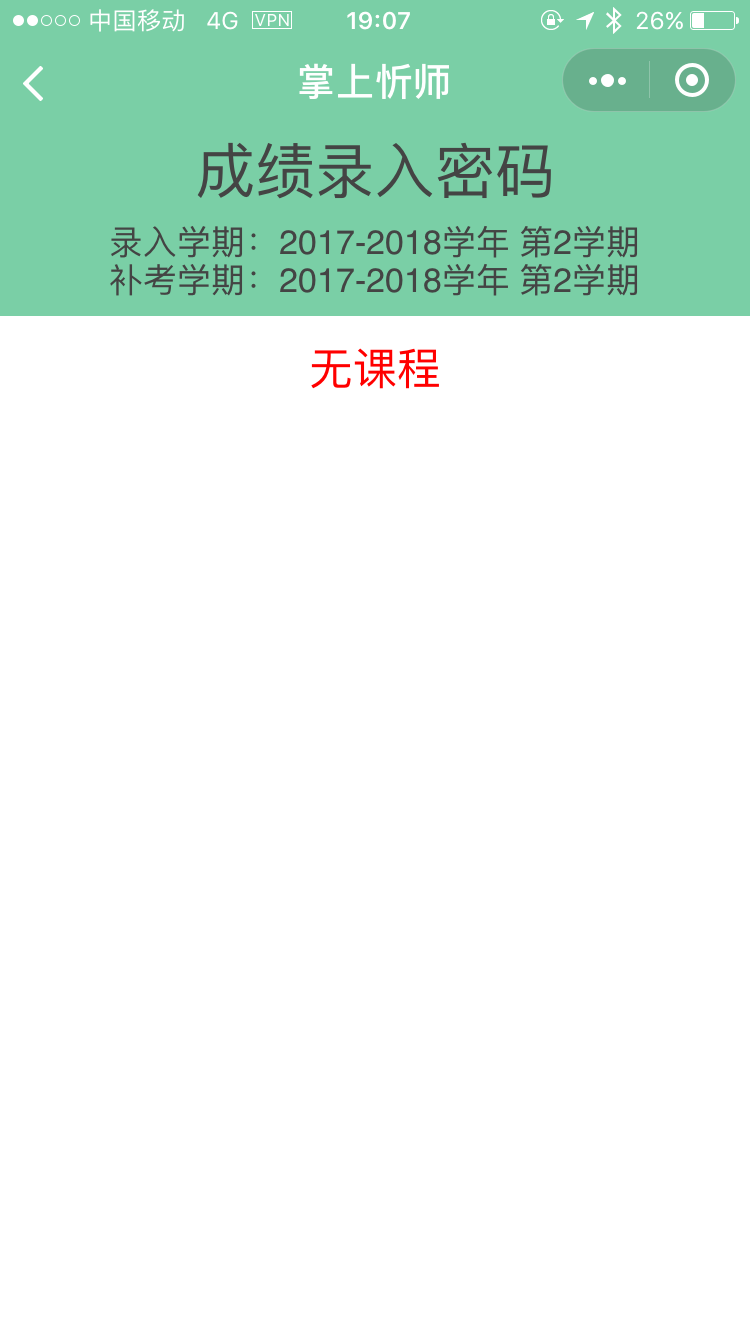 中国移动 4G VPN 19:07 26%
掌上忻师
成绩录入密码
录入学期：2017-2018学年 第2学期
补考学期：2017-2018学年 第2学期
无课程